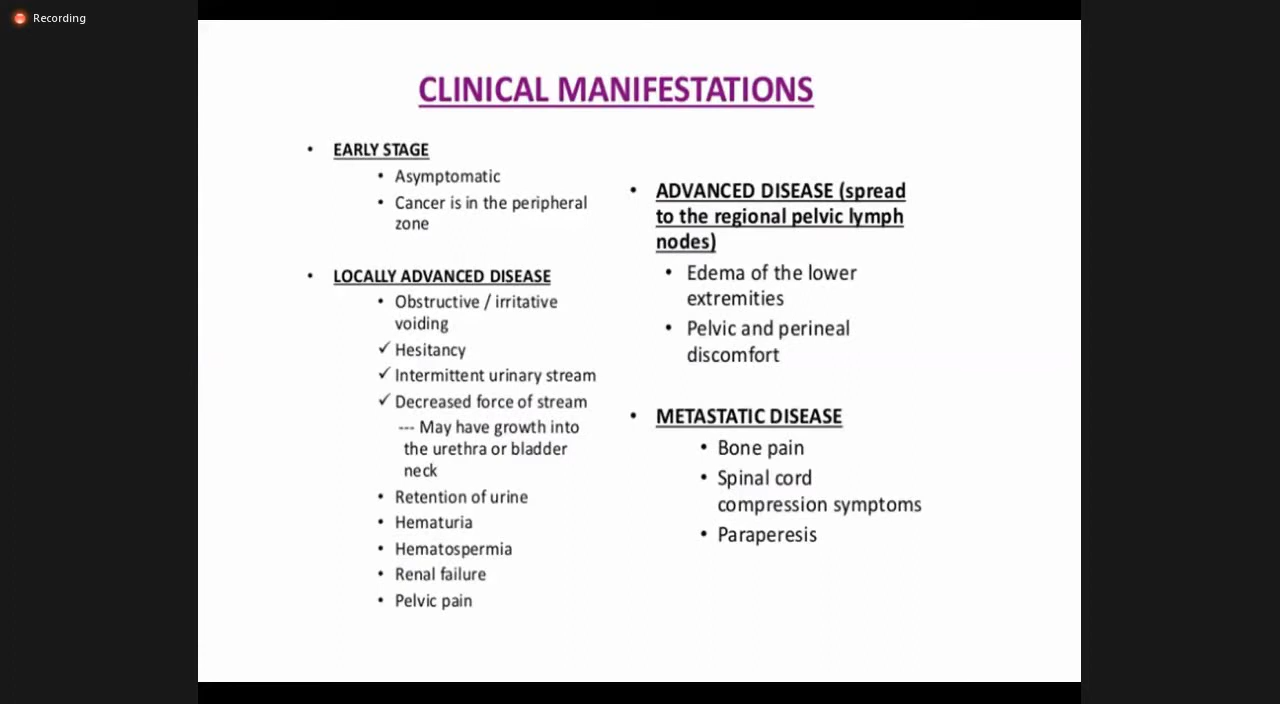 Recording
CLINICAL MANIFESTATIONS
• EARLY STAGE
• Asymptomatic
• Cancer is in the peripheral
zone
• LOCALLY ADVANCED DISEASE
• Obstructive / irritative
voiding
✓ Hesitancy
✓ Intermittent urinary stream
✓ Decreased force of stream
--- May have growth into
the urethra or bladder
neck
• Retention of urine
• Hematuria
• Hematospermia
• Renal failure
• Pelvic pain
• ADVANCED DISEASE (spread
to the regional pelvic lymph
nodes)
• Edema of the lower
extremities
• Pelvic and perineal
discomfort
• METASTATIC DISEASE
• Bone pain
• Spinal cord
compression symptoms
• Paraperesis